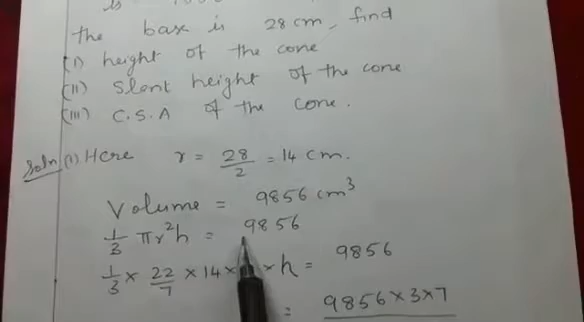 is
the base is 28 cm, find
(i) height of the cone
(ii) Slant height of the cone
(iii) C.S.A of the cone.
Soln (i) Here r = 28/2 = 14 cm.
Volume = 9856 cm³
1/3 πr²h = 9856
1/3 × 22/7 × 14 × × h = 9856
= 9856×3×7